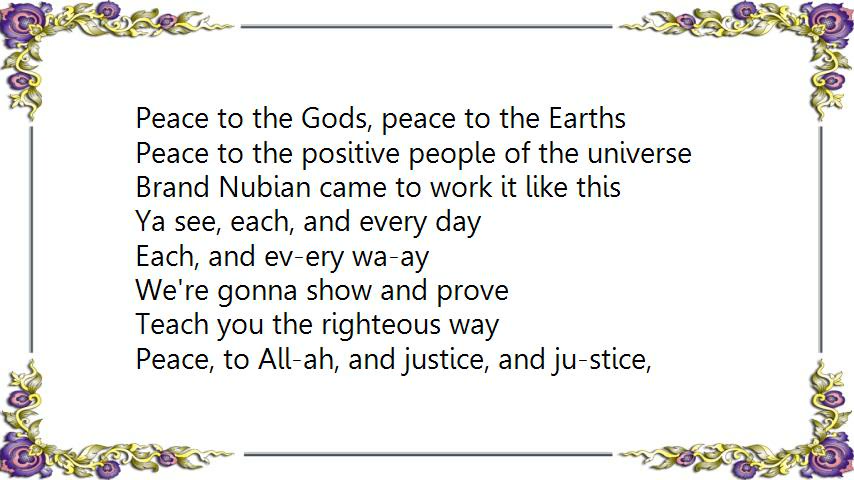 Peace to the Gods, peace to the Earths
Peace to the positive people of the universe
Brand Nubian came to work it like this
Ya see, each, and every day
Each, and ev-ery wa-ay
We're gonna show and prove
Teach you the righteous way
Peace, to All-ah, and justice, and ju-stice,